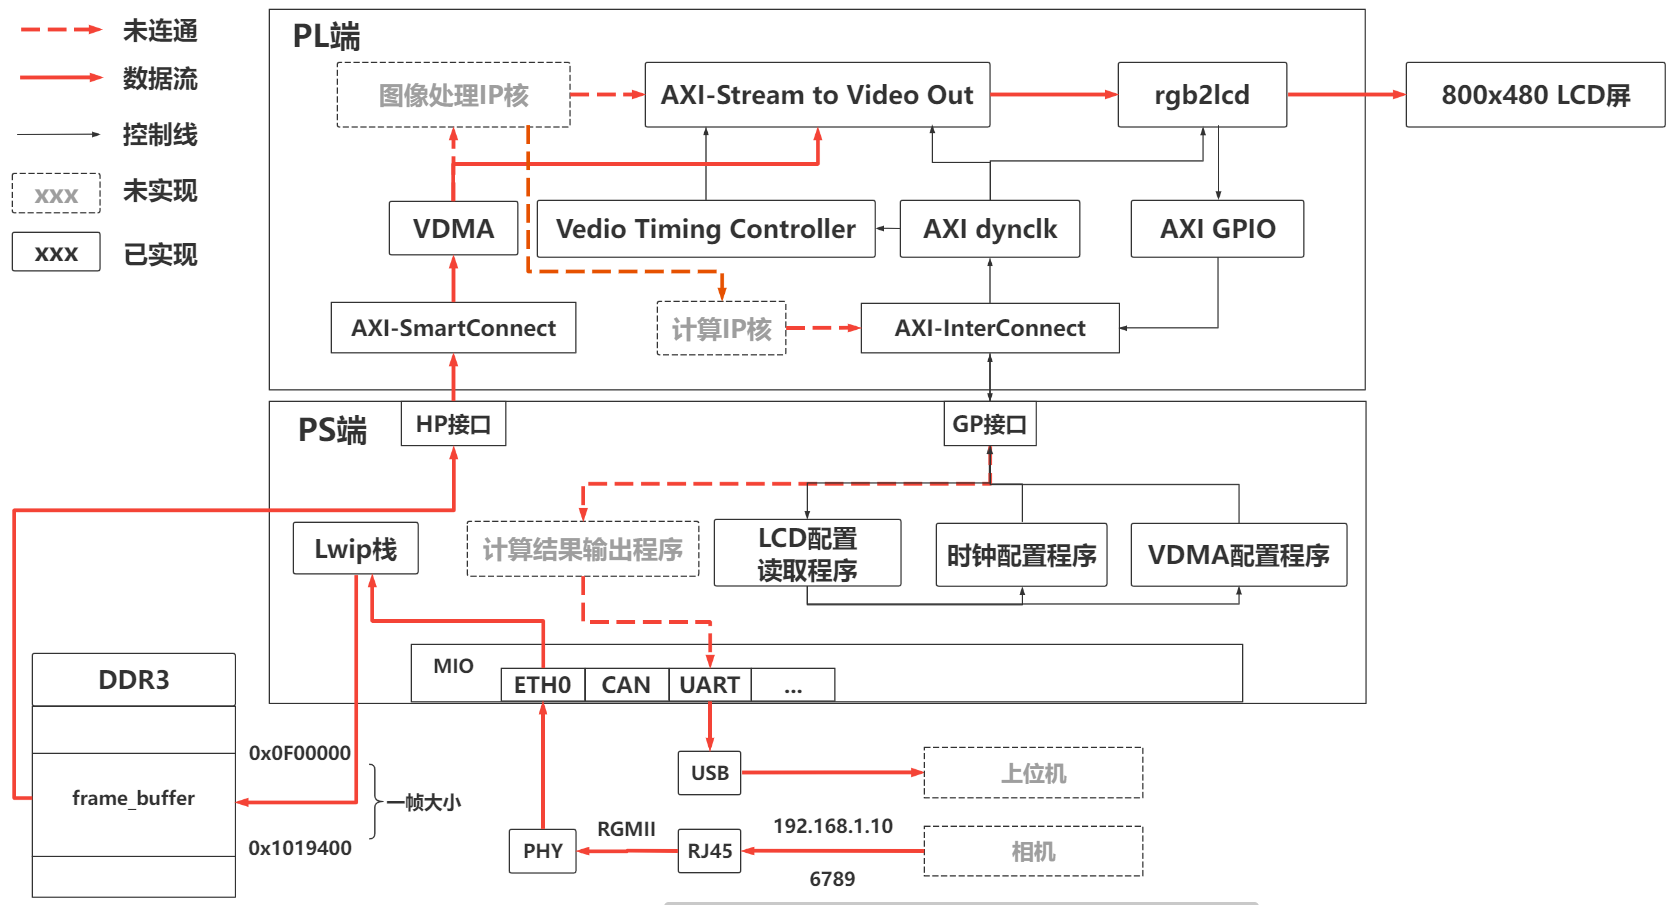 未连通
数据流
控制线
xxx
未实现
xxx
已实现
PL端
图像处理IP核
AXI-Stream to Video Out
rgb2lcd
800x480 LCD屏
VDMA
Vedio Timing Controller
AXI dynclk
AXI GPIO
AXI-SmartConnect
计算IP核
AXI-InterConnect
PS端
HP接口
GP接口
Lwip栈
计算结果输出程序
LCD配置
读取程序
时钟配置程序
VDMA配置程序
MIO
ETH0
CAN
UART
...
DDR3
0x0F00000
frame_buffer
一帧大小
0x1019400
USB
上位机
PHY
RGMII
RJ45
192.168.1.10
6789
相机